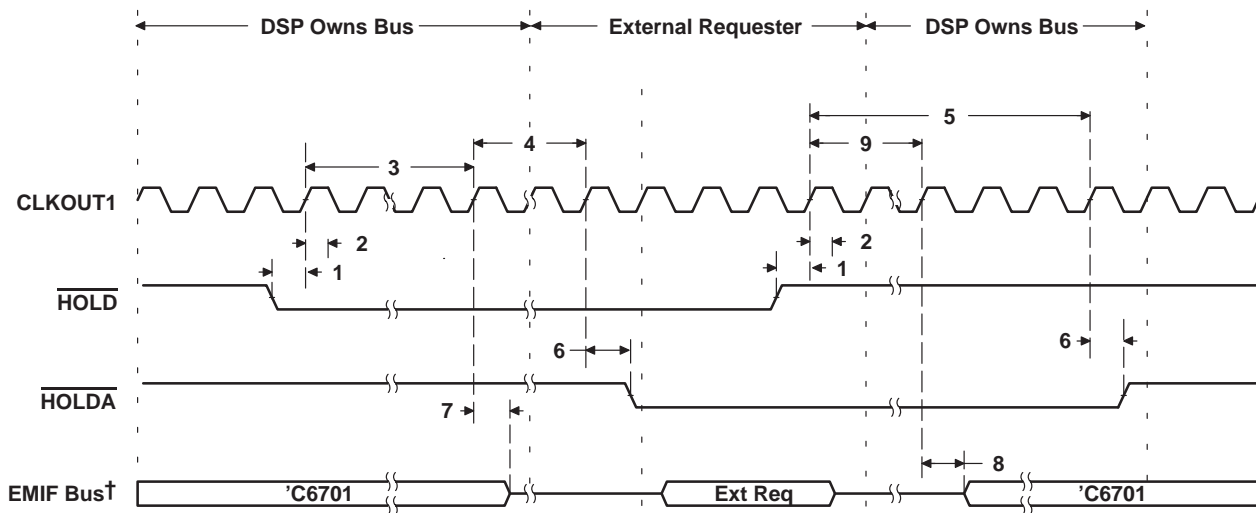 DSP Owns Bus External Requester DSP Owns Bus
5
4 9
3
CLKOUT1
2 2
1 1
HOLD
6 6
HOLDA
7
8
EMIF Bus† ’C6701 Ext Req ’C6701